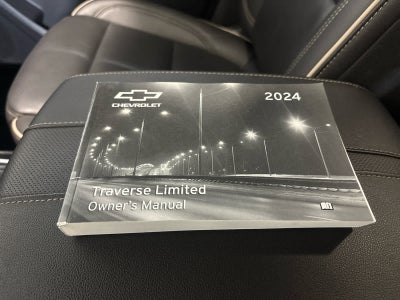 CHEVROLET
2024
Traverse Limited
Owner's Manual